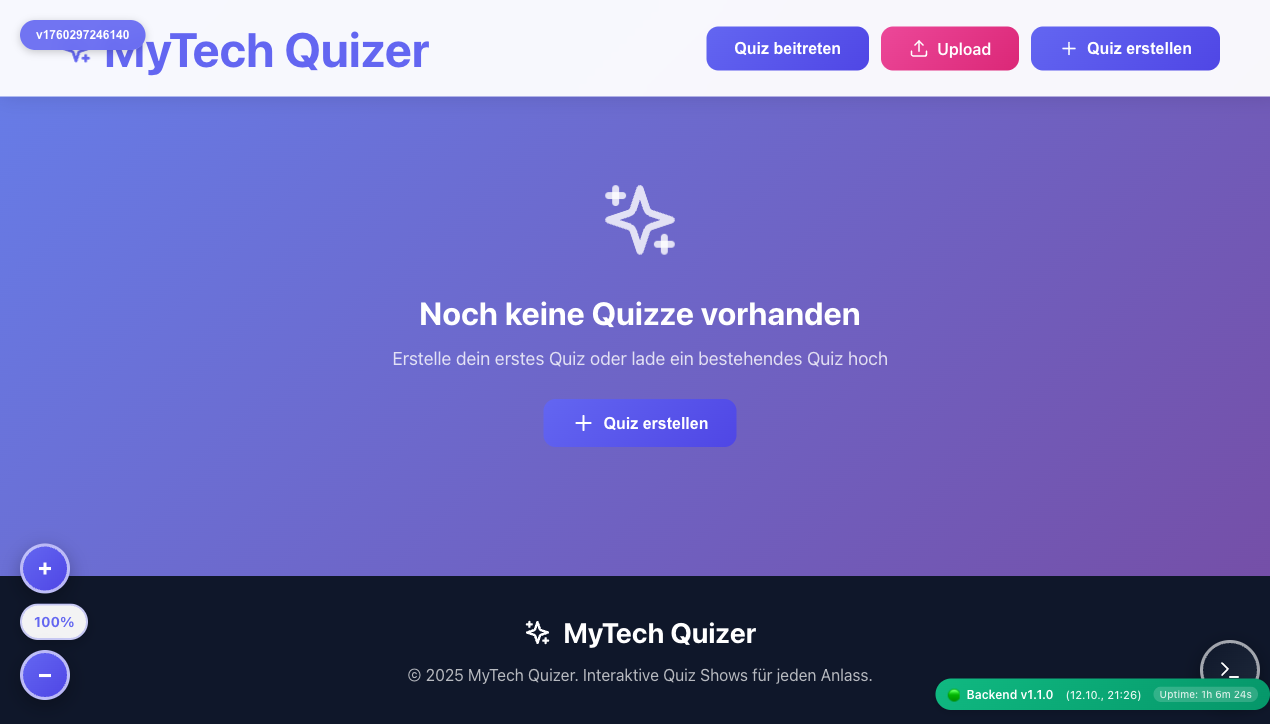 v1760297246140
MyTech Quizer
Quiz beitreten
Upload
Quiz erstellen
Noch keine Quizze vorhanden
Erstelle dein erstes Quiz oder lade ein bestehendes Quiz hoch
Quiz erstellen
+
100%
−
MyTech Quizer
© 2025 MyTech Quizer. Interaktive Quiz Shows für jeden Anlass.
Backend v1.1.0 (12.10., 21:26) Uptime: 1h 6m 24s